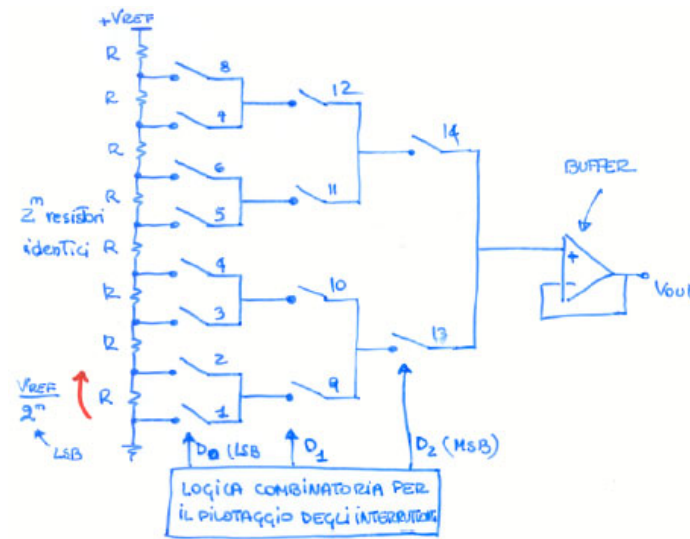 +VREF
R
8
R
7
12
R
6
14
BUFFER
R
11
5
2^m resistori
identici
R
4
10
+
-
VOUT
R
3
13
R
2
9
VREF
2^m
R
1
LSB
D0 (LSB
D1
D2 (MSB)
LOGICA COMBINATORIA PER
IL PILOTAGGIO DEGLI INTERRUTTORI